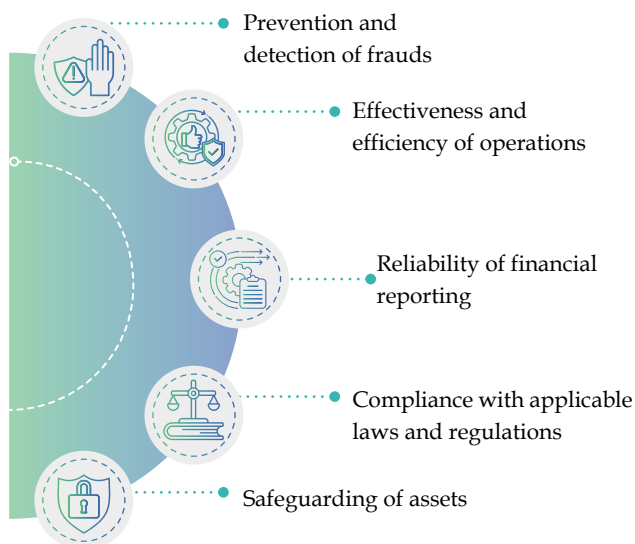 Prevention and
detection of frauds
Effectiveness and
efficiency of operations
Reliability of financial
reporting
Compliance with applicable
laws and regulations
Safeguarding of assets